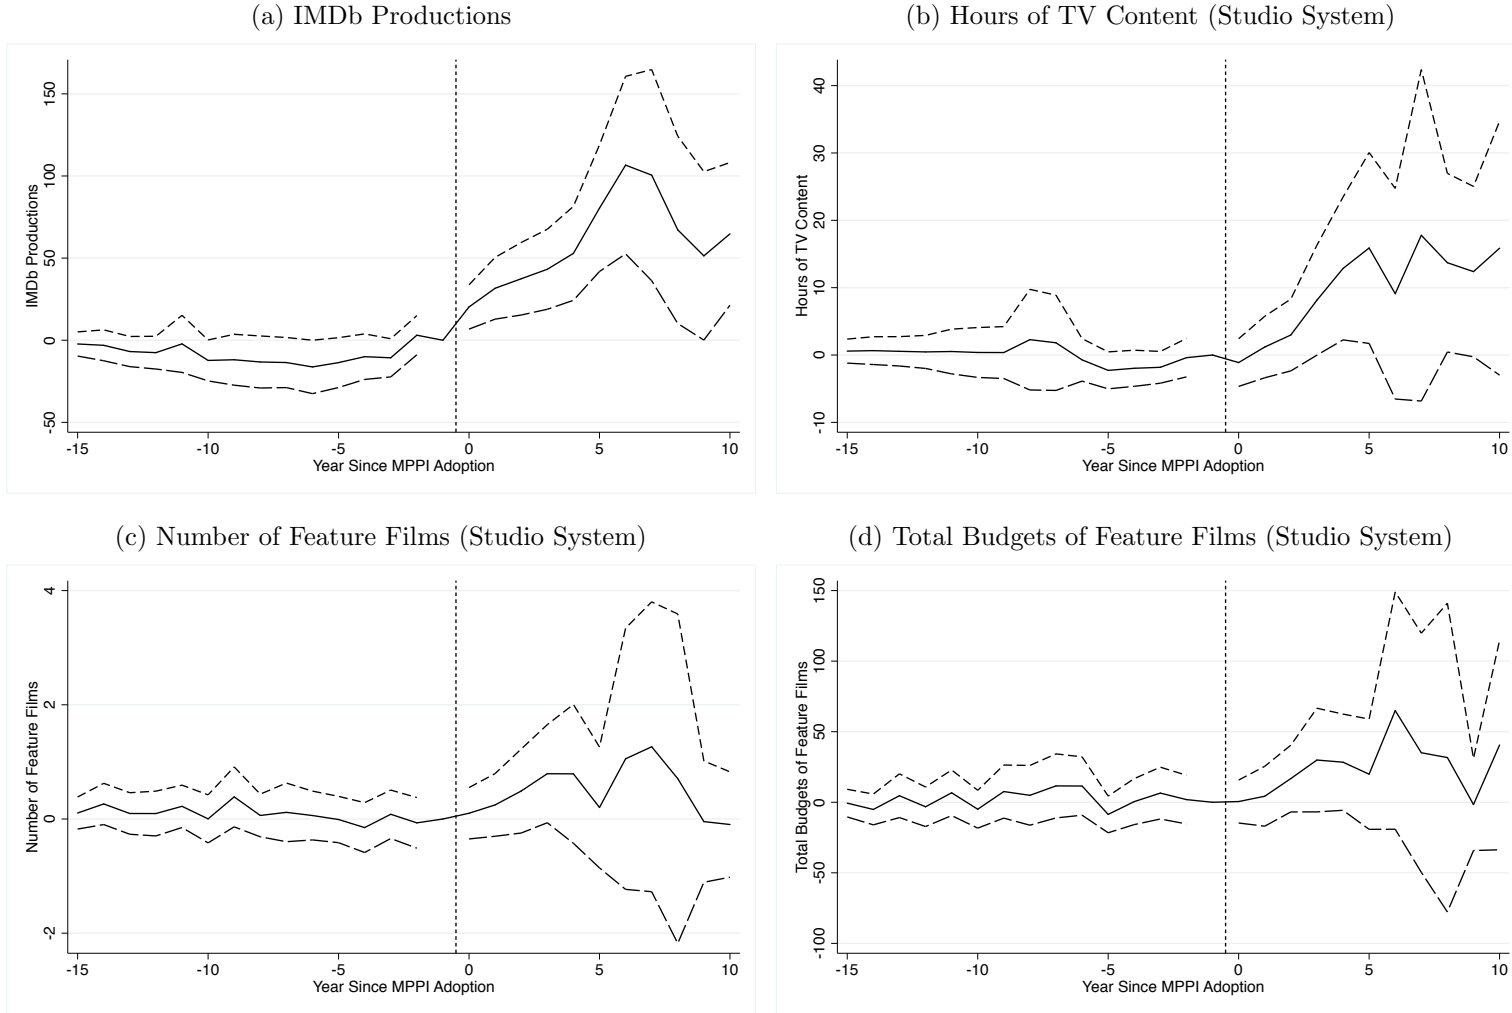 (a) IMDb Productions
IMDb Productions
150
100
50
0
-50
-15 -10 -5 0 5 10
Year Since MPPI Adoption
(b) Hours of TV Content (Studio System)
Hours of TV Content
40
30
20
10
0
-10
-15 -10 -5 0 5 10
Year Since MPPI Adoption
(c) Number of Feature Films (Studio System)
Number of Feature Films
4
2
0
-2
-15 -10 -5 0 5 10
Year Since MPPI Adoption
(d) Total Budgets of Feature Films (Studio System)
Total Budgets of Feature Films
150
100
50
0
-50
-100
-15 -10 -5 0 5 10
Year Since MPPI Adoption